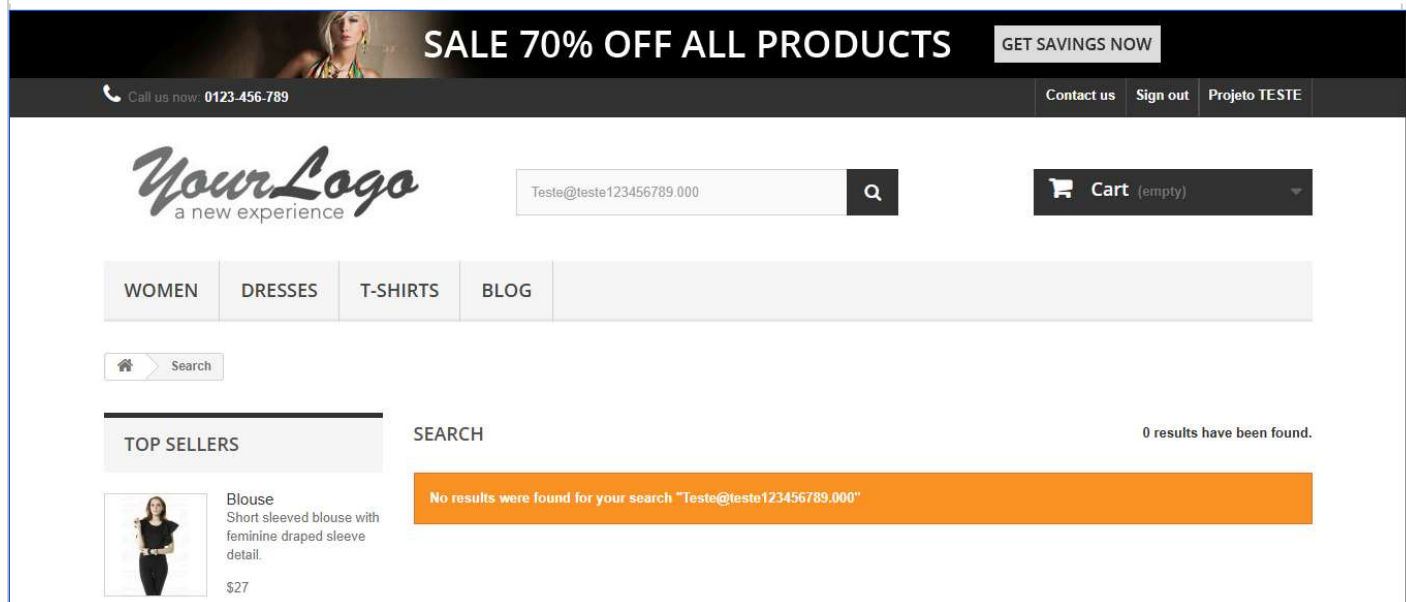 SALE 70% OFF ALL PRODUCTS GET SAVINGS NOW
Call us now: 0123-456-789 Contact us Sign out Projeto TESTE
Your Logo
a new experience
Teste@teste123456789.000
Cart (empty)
WOMEN DRESSES T-SHIRTS BLOG
Search
TOP SELLERS
Blouse
Short sleeved blouse with
feminine draped sleeve
detail.
$27
SEARCH
0 results have been found.
No results were found for your search "Teste@teste123456789.000"